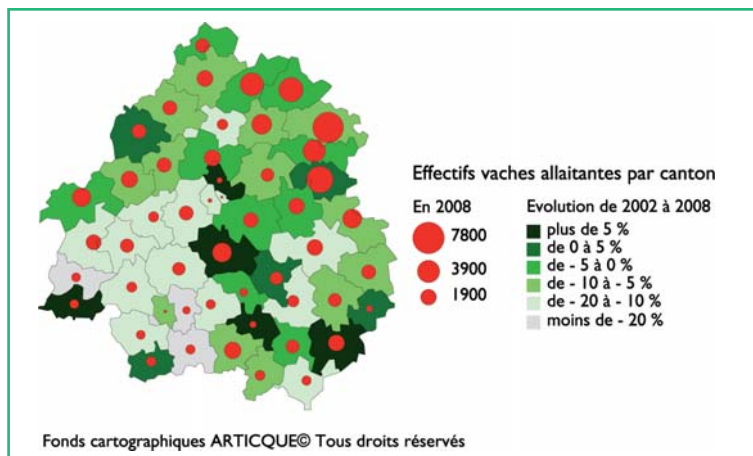 Effectifs vaches allaitantes par canton
En 2008
7800
3900
1900
Evolution de 2002 à 2008
plus de 5 %
de 0 à 5 %
de - 5 à 0 %
de - 10 à - 5 %
de - 20 à - 10 %
moins de - 20 %
Fonds cartographiques ARTICQUE© Tous droits réservés